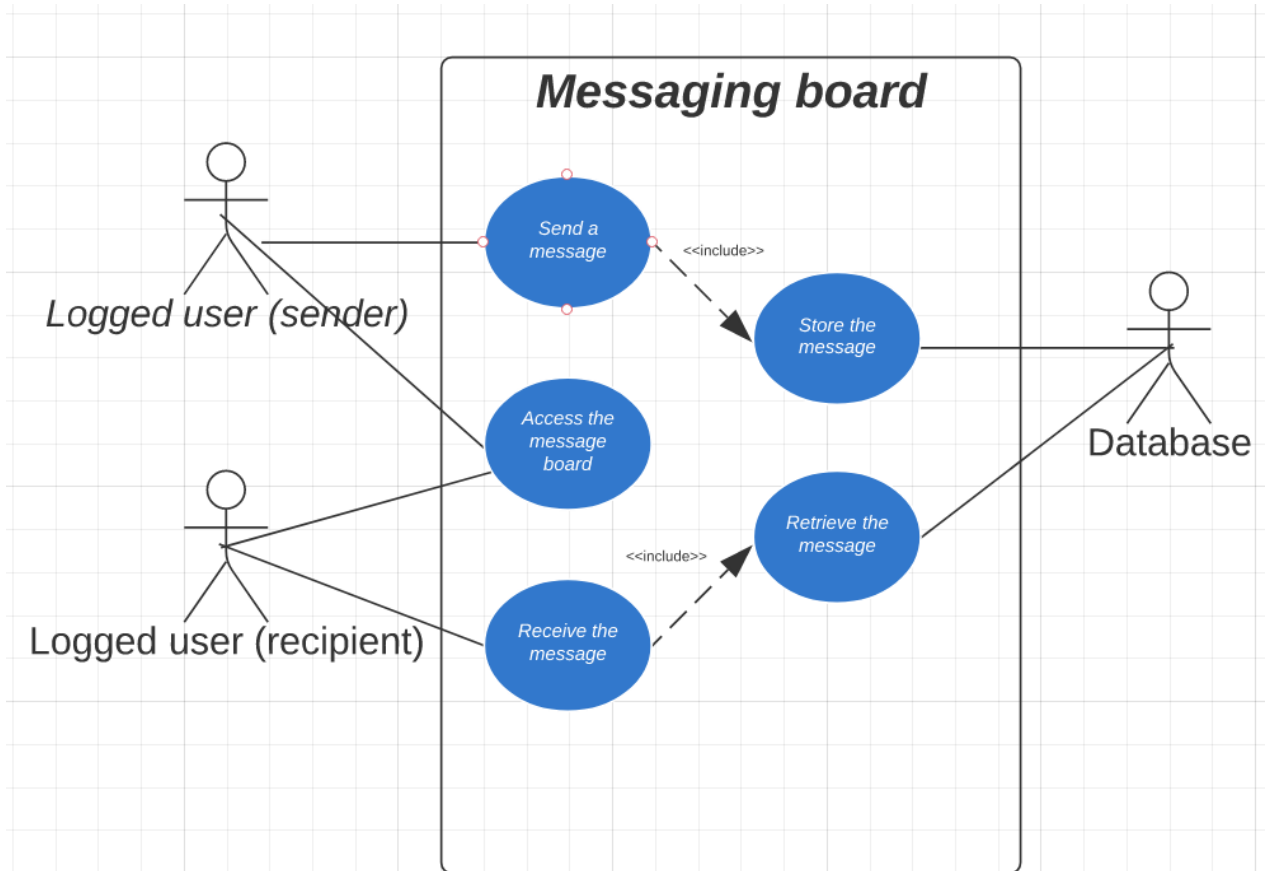 Messaging board
Send a
message
<<include>>
Logged user (sender)
Store the
message
Access the
message
board
Database
Retrieve the
message
<<include>>
Receive the
message
Logged user (recipient)